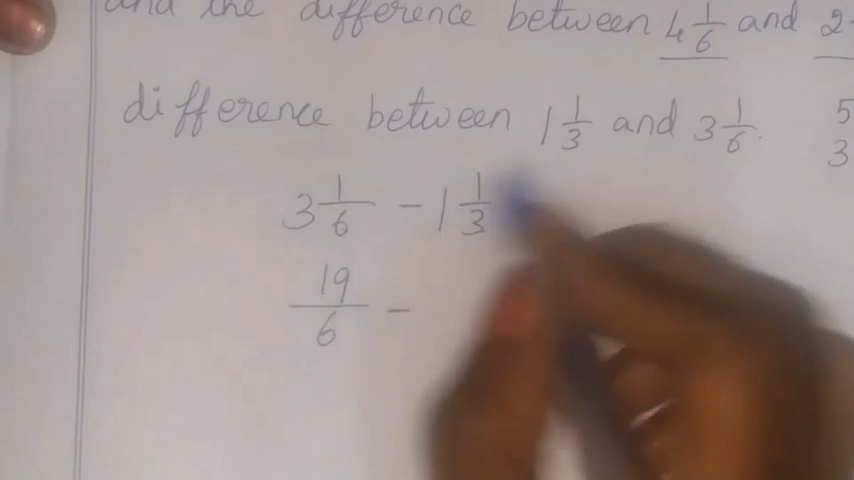 and the difference between 4 1/6 and 2
difference between 1 1/3 and 3 1/6.
5
3
3 1/6 - 1 1/3
19/6 -